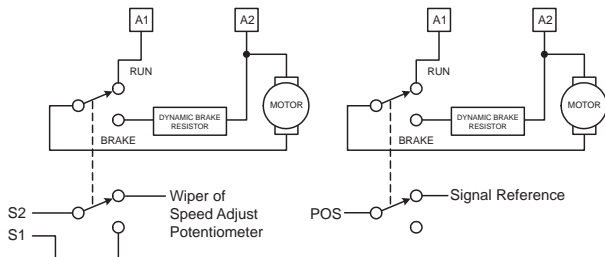 A1
A2
RUN
MOTOR
DYNAMIC BRAKE
RESISTOR
BRAKE
S2
S1
Wiper of
Speed Adjust
Potentiometer
A1
A2
RUN
MOTOR
DYNAMIC BRAKE
RESISTOR
BRAKE
POS
Signal Reference